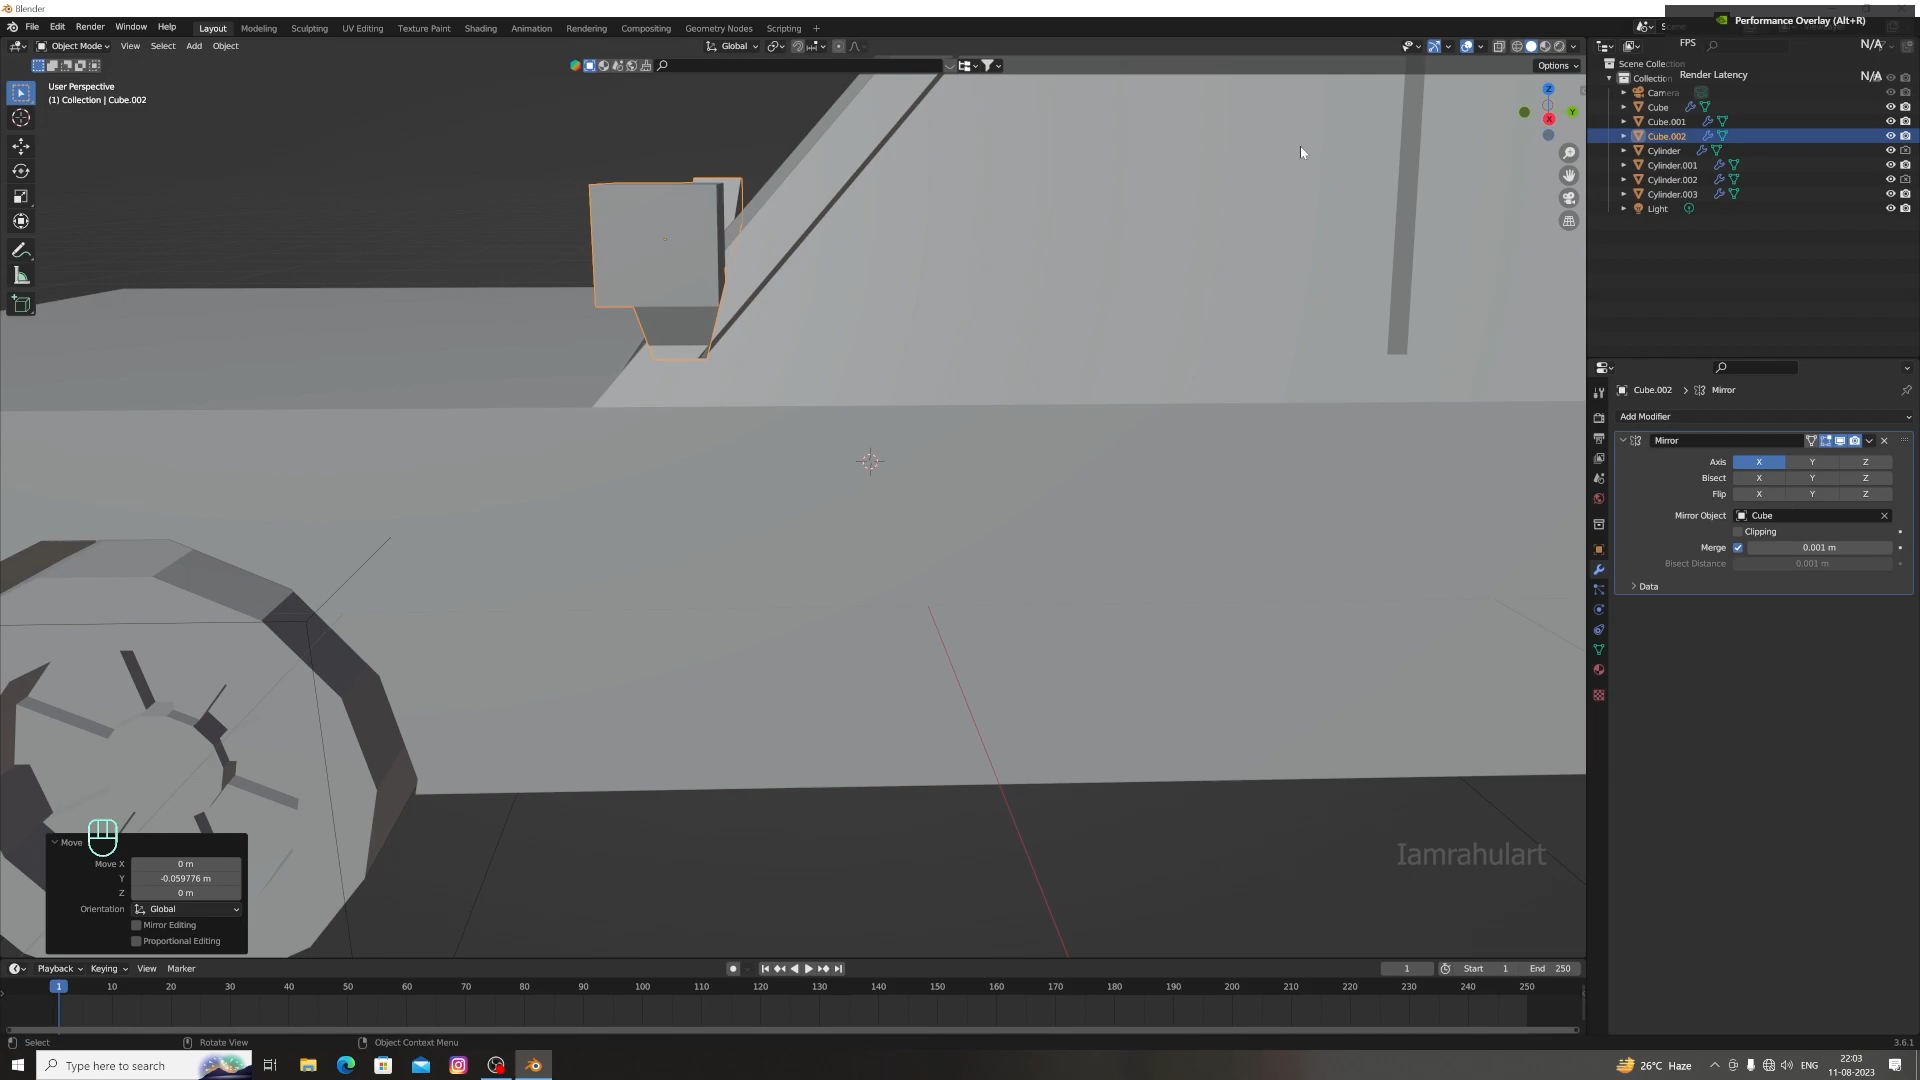 Blender
File Edit Render Window Help Layout Modeling Sculpting UV Editing Texture Paint Shading Animation Rendering Compositing Geometry Nodes Scripting +
Performance Overlay (Alt+R)
Object Mode View Select Add Object Global
FPS N/A
Options
User Perspective
(1) Collection | Cube.002
Scene Collection
Collection
Render Latency N/A
Camera
Cube
Cube.001
Cube.002
Cylinder
Cylinder.001
Cylinder.002
Cylinder.003
Light
Z
Y
X
Cube.002 > Mirror
Add Modifier
Mirror
Axis X Y Z
Bisect X Y Z
Flip X Y Z
Mirror Object Cube
Clipping
Merge 0.001 m
Bisect Distance 0.001 m
Data
Iamrahulart
Move
Move X 0 m
Y -0.059776 m
Z 0 m
Orientation Global
Mirror Editing
Proportional Editing
Playback Keying View Marker 1 Start 1 End 250
1 10 20 30 40 50 60 70 80 90 100 110 120 130 140 150 160 170 180 190 200 210 220 230 240 250
Select Rotate View Object Context Menu 3.6.1
Type here to search
26°C Haze ENG 22:03
11-08-2023